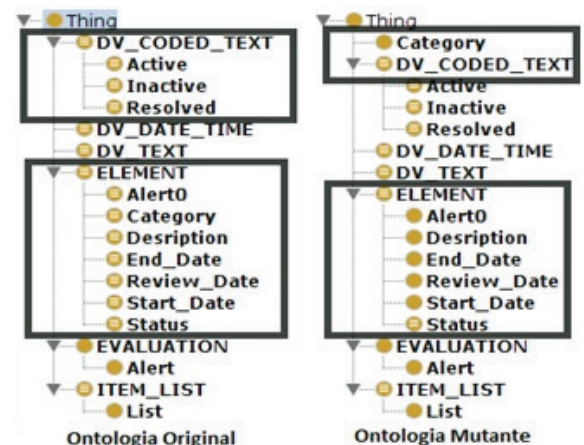 Thing
DV_CODED_TEXT
Active
Inactive
Resolved
DV_DATE_TIME
DV_TEXT
ELEMENT
Alert0
Category
Desription
End_Date
Review_Date
Start_Date
Status
EVALUATION
Alert
ITEM_LIST
List
Ontologia Original
Thing
Category
DV_CODED_TEXT
Active
Inactive
Resolved
DV_DATE_TIME
DV_TEXT
ELEMENT
Alert0
Desription
End_Date
Review_Date
Start_Date
Status
EVALUATION
Alert
ITEM_LIST
List
Ontologia Mutante